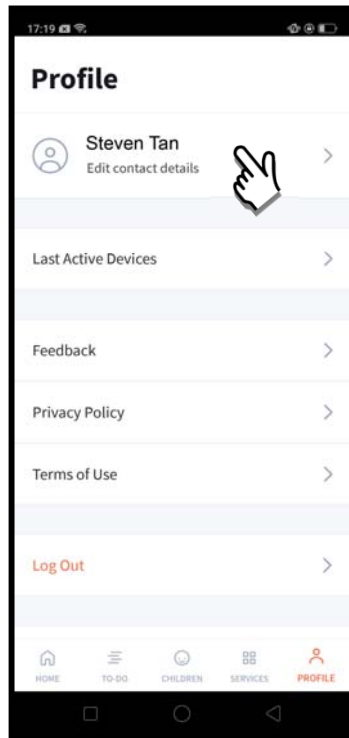 17:19
Profile
Steven Tan
Edit contact details
Last Active Devices
Feedback
Privacy Policy
Terms of Use
Log Out
HOME TO-DO CHILDREN SERVICES PROFILE